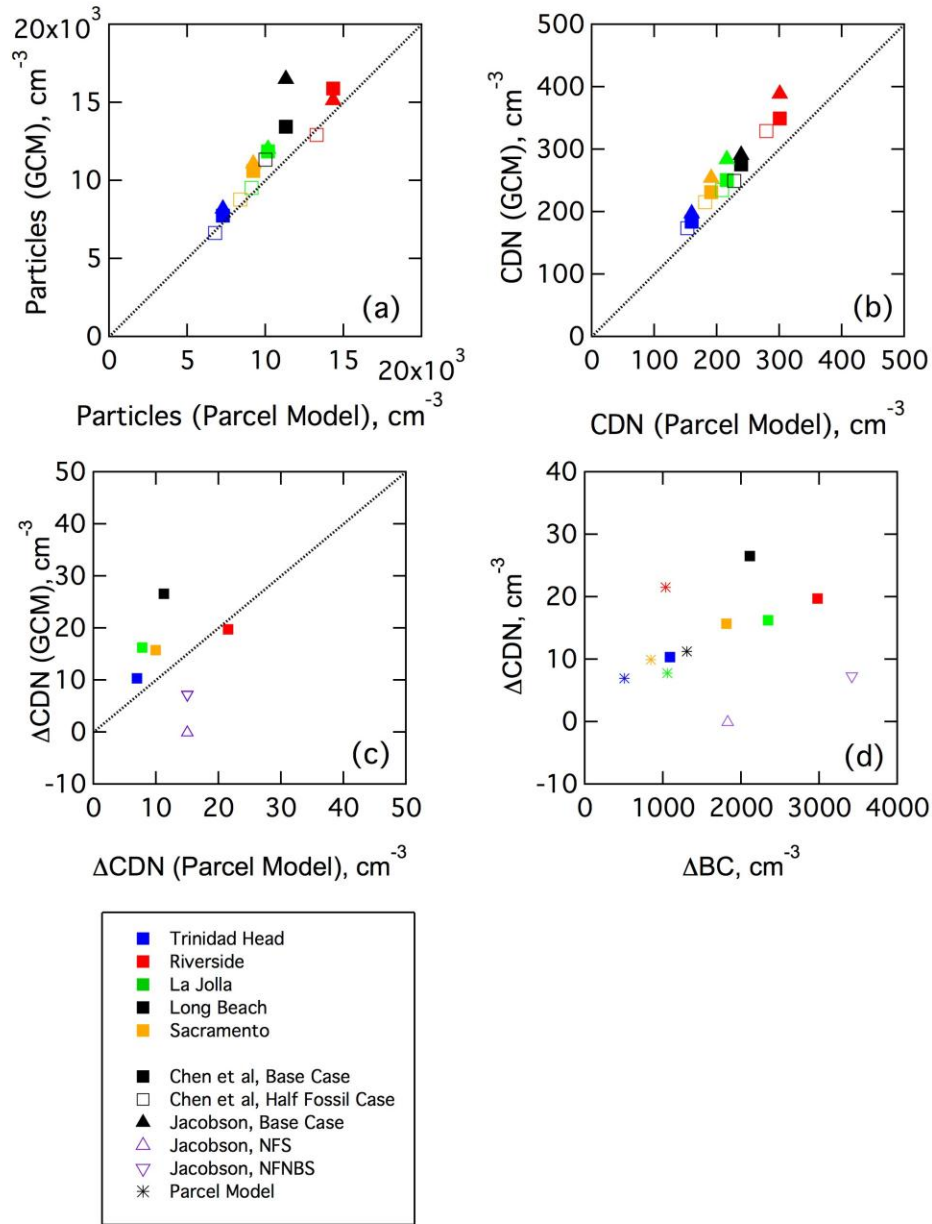 20x10³
15
10
5
0
Particles (GCM), cm⁻³
(a)
0 5 10 15
20x10³
Particles (Parcel Model), cm⁻³
500
400
300
200
100
0
CDN (GCM), cm⁻³
(b)
0 100 200 300 400 500
CDN (Parcel Model), cm⁻³
50
40
30
20
10
0
-10
ΔCDN (GCM), cm⁻³
(c)
0 10 20 30 40 50
ΔCDN (Parcel Model), cm⁻³
40
30
20
10
0
-10
ΔCDN, cm⁻³
(d)
0 1000 2000 3000 4000
ΔBC, cm⁻³
Trinidad Head
Riverside
La Jolla
Long Beach
Sacramento
Chen et al, Base Case
Chen et al, Half Fossil Case
Jacobson, Base Case
Jacobson, NFS
Jacobson, NFNBS
Parcel Model